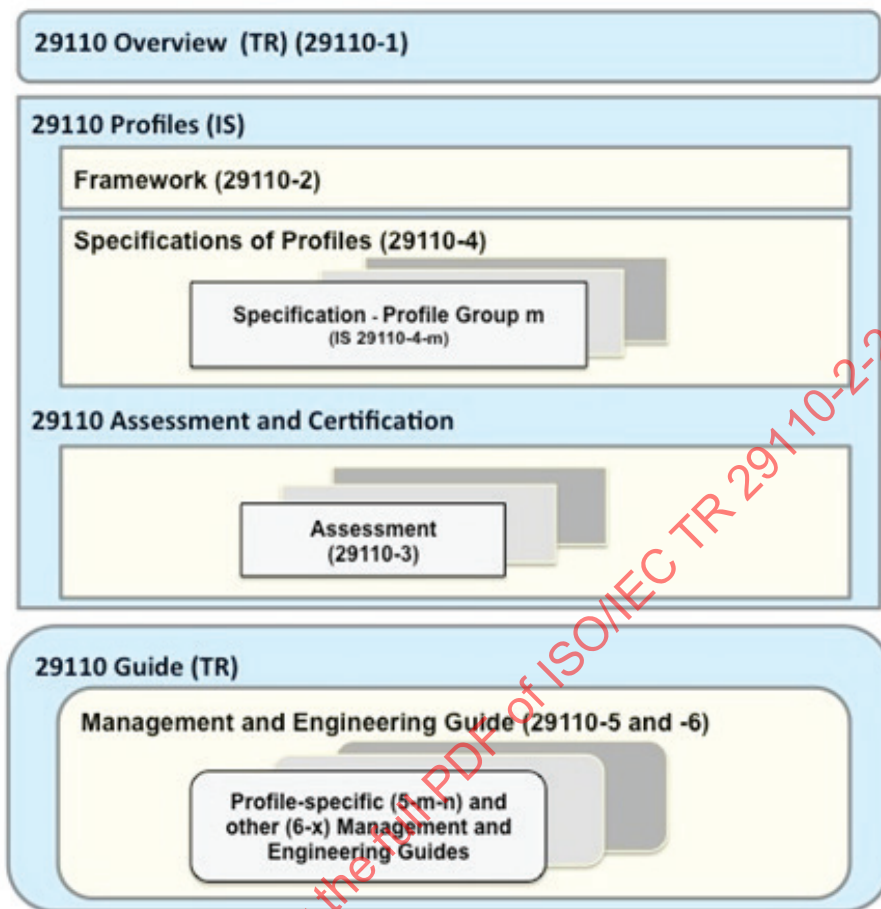 29110 Overview (TR) (29110-1)
29110 Profiles (IS)
Framework (29110-2)
Specifications of Profiles (29110-4)
Specification - Profile Group m
(IS 29110-4-m)
29110 Assessment and Certification
Assessment
(29110-3)
29110 Guide (TR)
Management and Engineering Guide (29110-5 and -6)
Profile-specific (5-m-n) and
other (6-x) Management and
Engineering Guides
the full PDF of ISO/IEC TR 29110-2-2